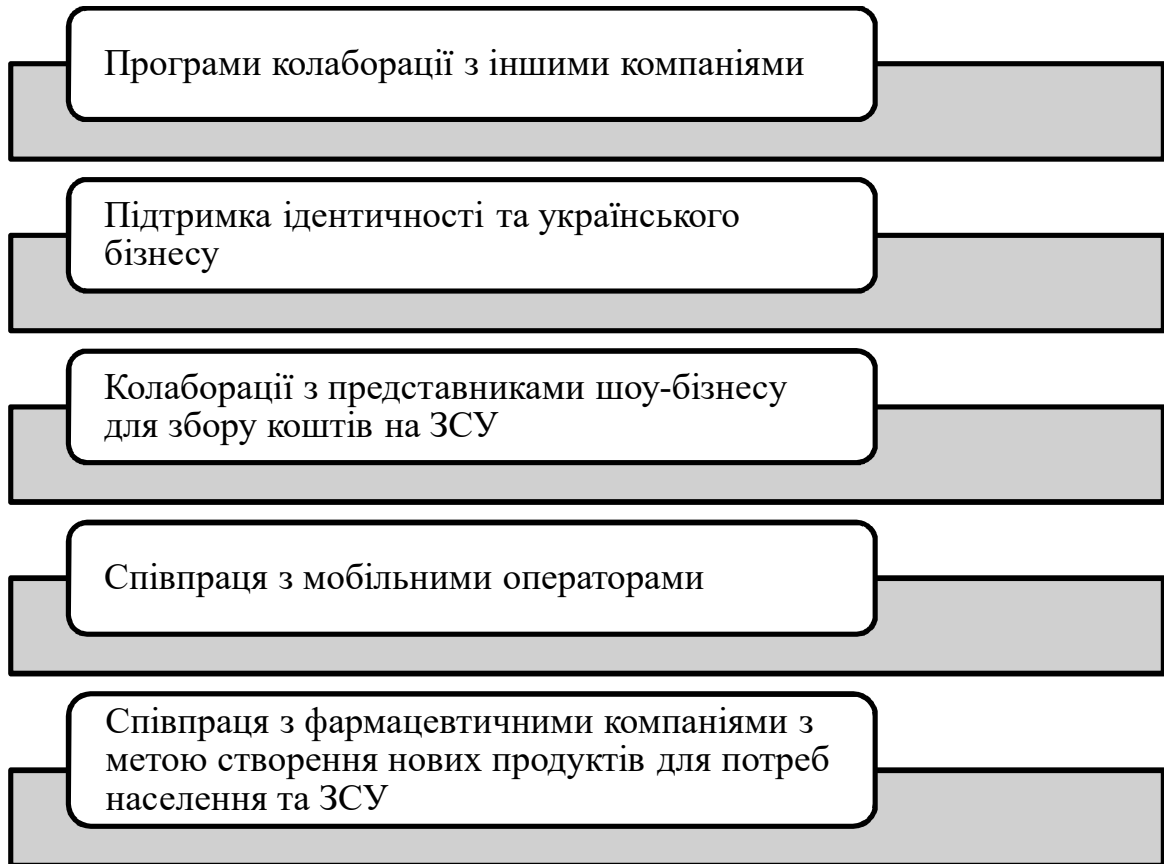 Програми колаборації з іншими компаніями
Підтримка ідентичності та українського
бізнесу
Колаборації з представниками шоу-бізнесу
для збору коштів на ЗСУ
Співпраця з мобільними операторами
Співпраця з фармацевтичними компаніями з
метою створення нових продуктів для потреб
населення та ЗСУ